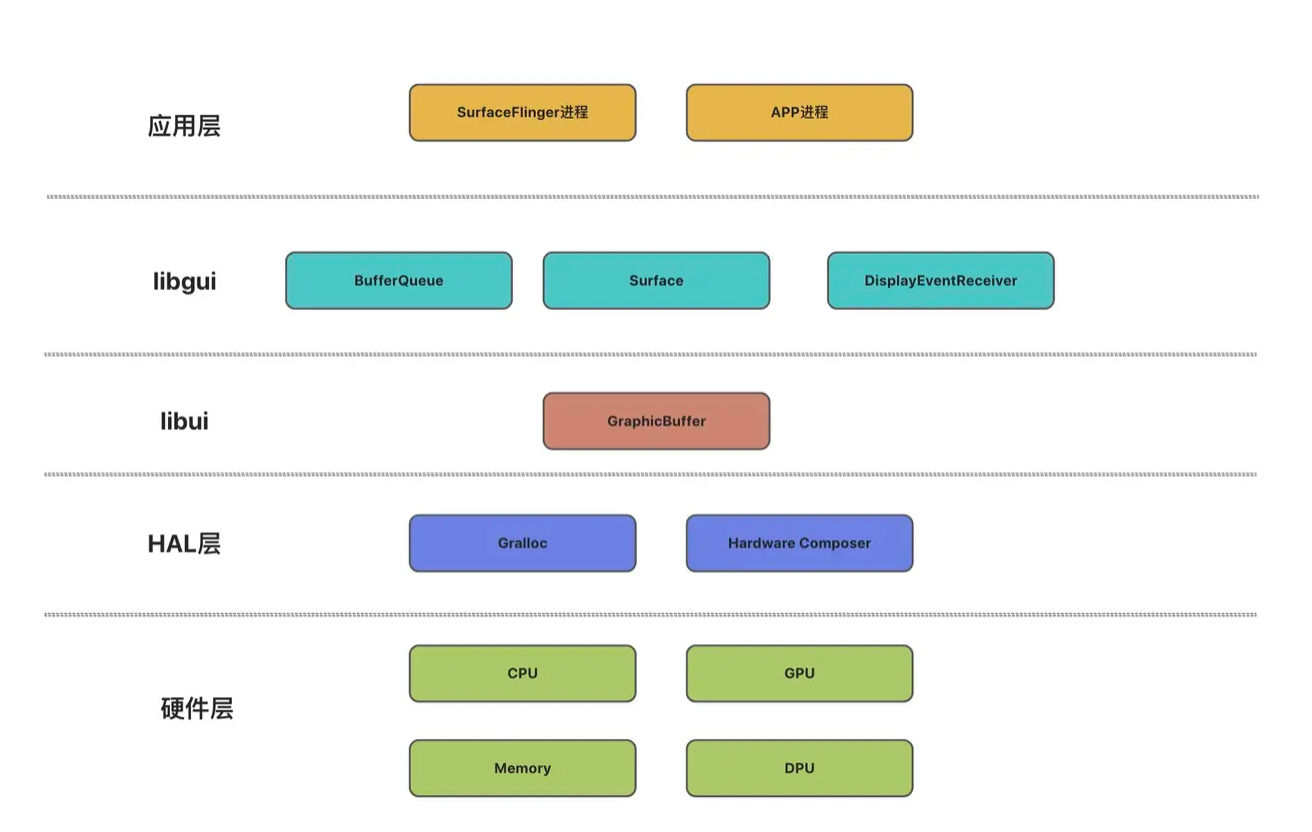 应用层
SurfaceFlinger进程
APP进程
libgui
BufferQueue
Surface
DisplayEventReceiver
libui
GraphicBuffer
HAL层
Gralloc
Hardware Composer
硬件层
CPU
GPU
Memory
DPU